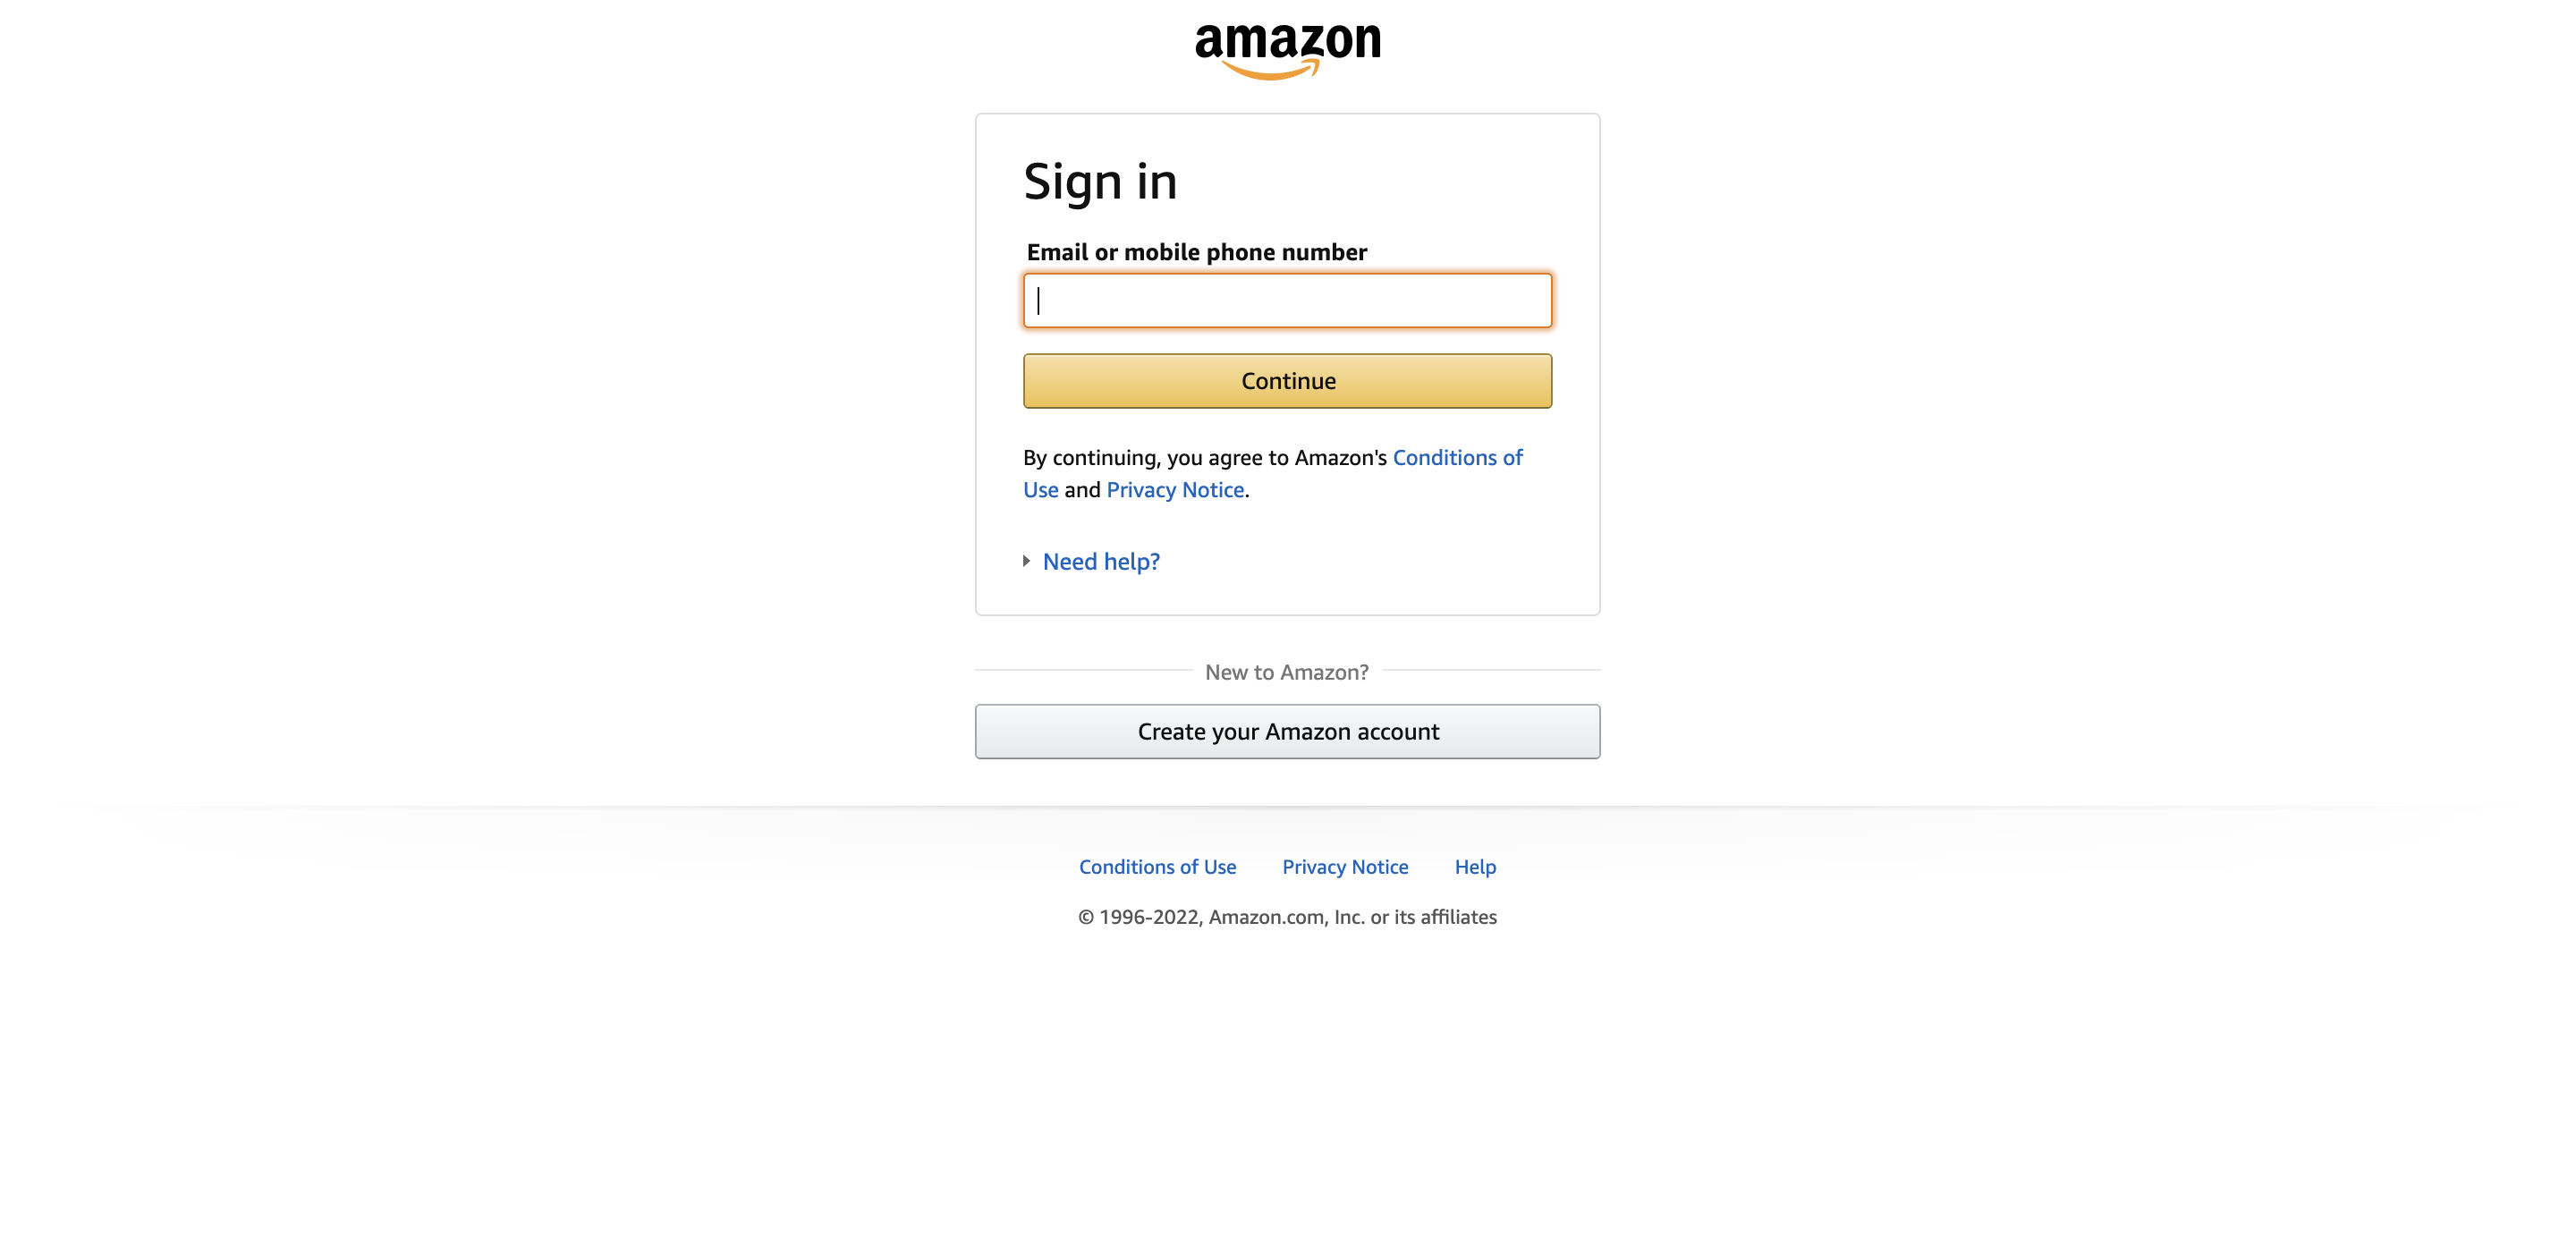 amazon
Sign in
Email or mobile phone number
Continue
By continuing, you agree to Amazon's Conditions of
Use and Privacy Notice.
Need help?
New to Amazon?
Create your Amazon account
Conditions of Use Privacy Notice Help
© 1996-2022, Amazon.com, Inc. or its affiliates